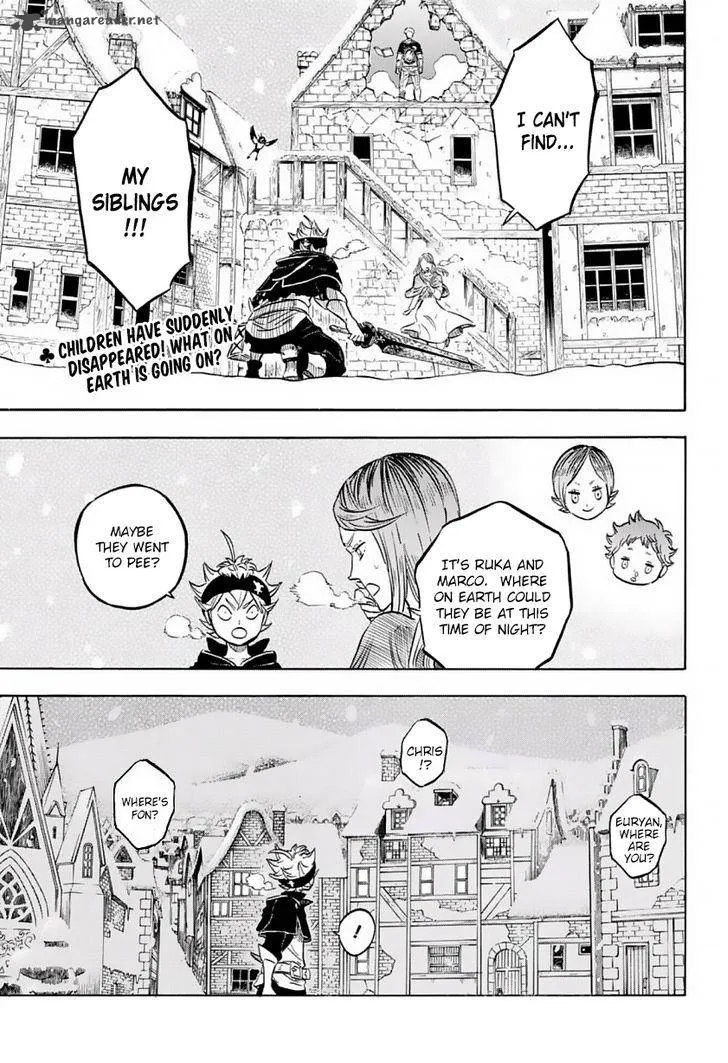 mangareader.net
I CAN'T
FIND...
MY
SIBLINGS
!!!
CHILDREN HAVE SUDDENLY
DISAPPEARED! WHAT ON
EARTH IS GOING ON?
IT'S RUKA AND
MARCO. WHERE
ON EARTH COULD
THEY BE AT THIS
TIME OF NIGHT?
MAYBE
THEY WENT
TO PEE?
EURYAN,
WHERE
ARE
YOU?
CHRIS
!?
!
WHERE'S
FON?